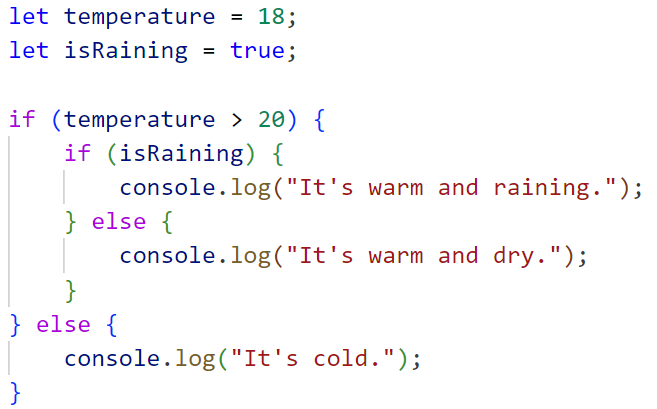 let temperature = 18;
let isRaining = true;

if (temperature > 20) {
    if (isRaining) {
        console.log("It's warm and raining.");
    } else {
        console.log("It's warm and dry.");
    }
} else {
    console.log("It's cold.");
}